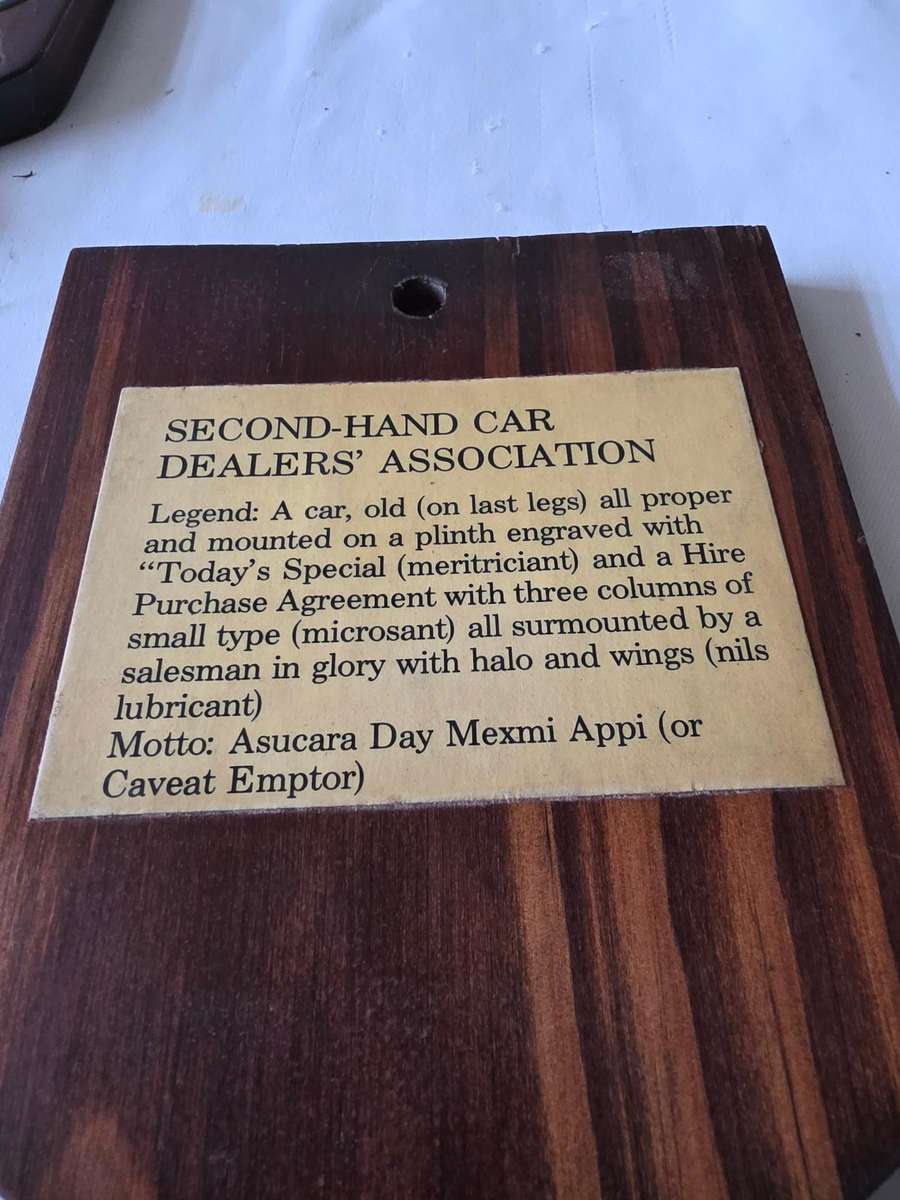 SECOND-HAND CAR
DEALERS' ASSOCIATION
Legend: A car, old (on last legs) all proper
and mounted on a plinth engraved with
“Today's Special (meritriciant) and a Hire
Purchase Agreement with three columns of
small type (microsant) all surmounted by a
salesman in glory with halo and wings (nils
lubricant)
Motto: Asucara Day Mexmi Appi (or
Caveat Emptor)